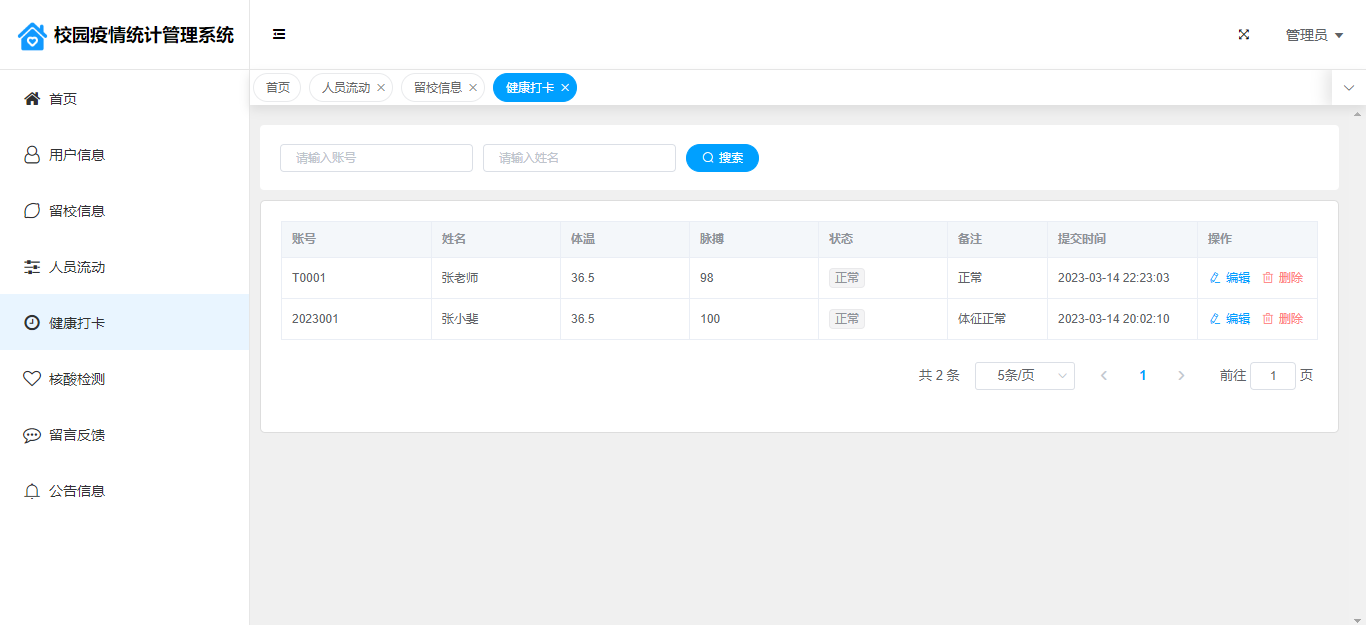 校园疫情统计管理系统
管理员
首页
用户信息
留校信息
人员流动
健康打卡
核酸检测
留言反馈
公告信息
首页 人员流动 留校信息 健康打卡
请输入账号 请输入姓名 搜索
账号 姓名 体温 脉搏 状态 备注 提交时间 操作
T0001 张老师 36.5 98 正常 正常 2023-03-14 22:23:03 编辑 删除
2023001 张小斐 36.5 100 正常 体征正常 2023-03-14 20:02:10 编辑 删除
共 2 条 5条/页 1 前往 1 页